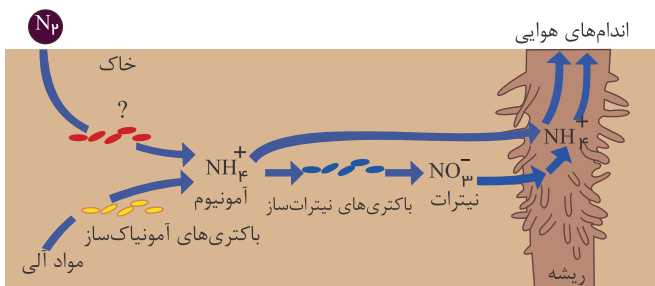 N۲
اندام‌های هوایی
خاک
?
NH۴+
آمونیوم
NO۳−
نیترات
NH۴+
باکتری‌های نیترات‌ساز
باکتری‌های آمونیاک‌ساز
مواد آلی
ریشه